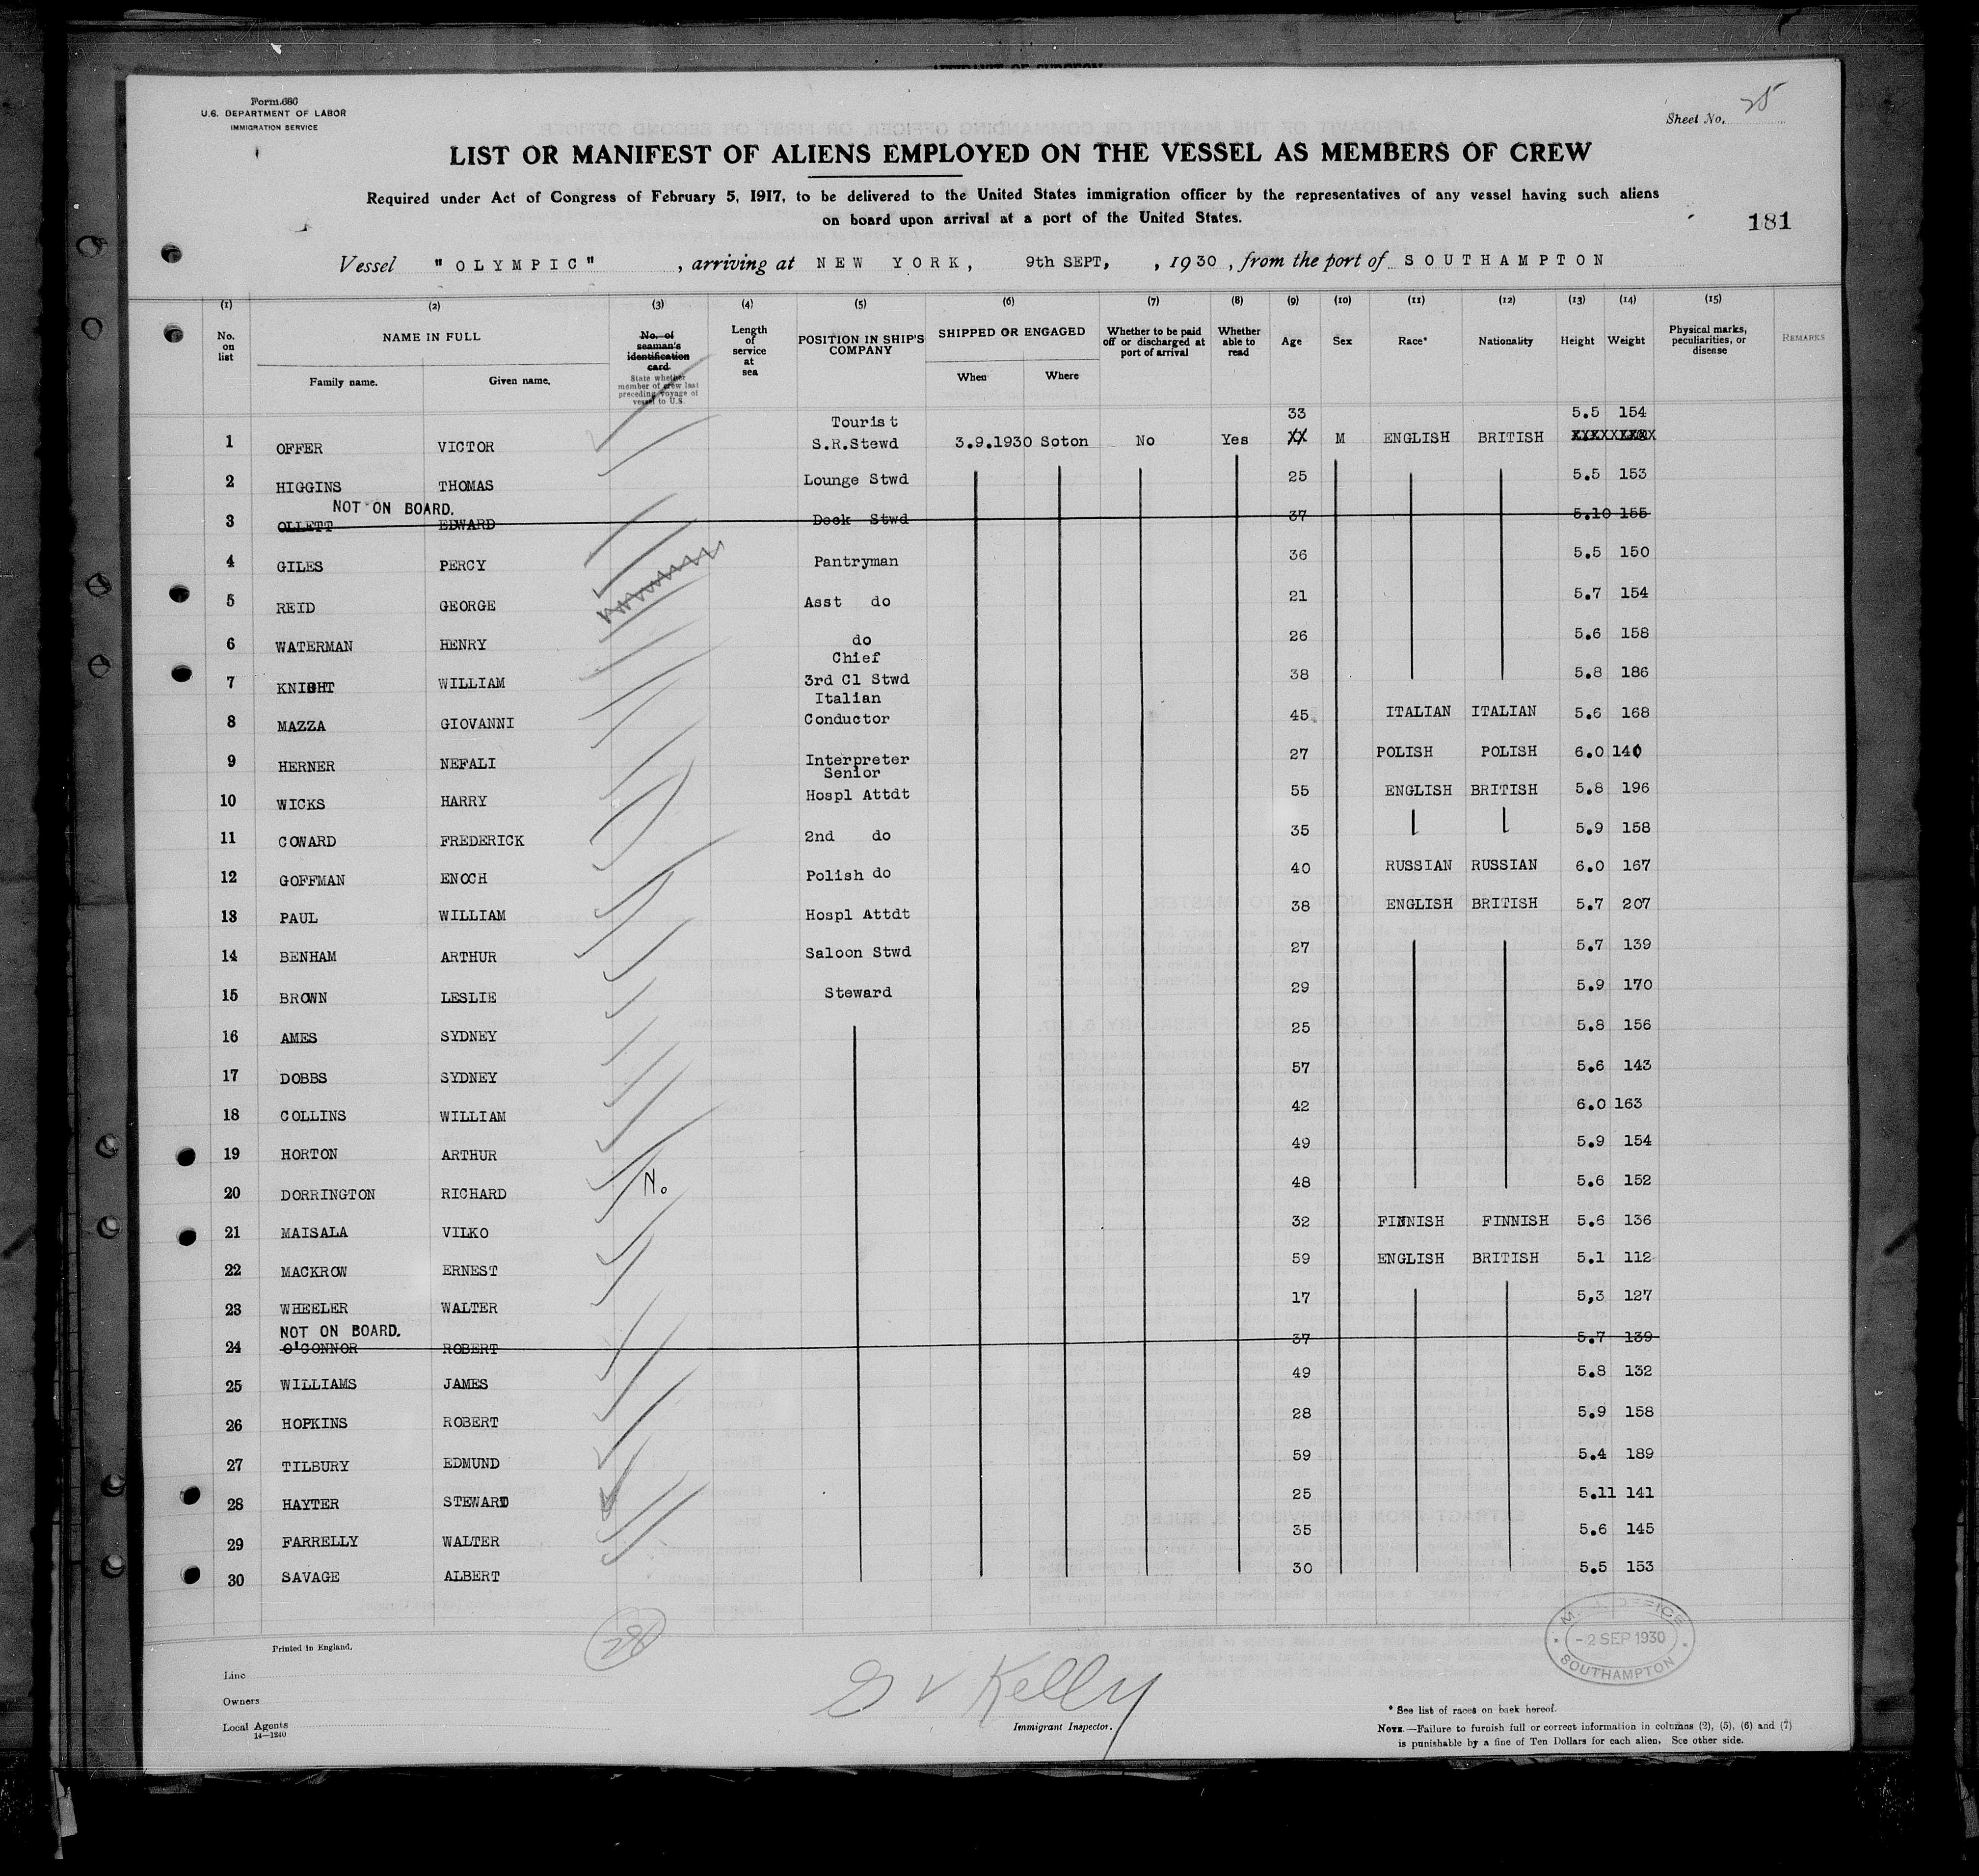 Form 680
U.S. DEPARTMENT OF LABOR
IMMIGRATION SERVICE
Sheet No. 25
LIST OR MANIFEST OF ALIENS EMPLOYED ON THE VESSEL AS MEMBERS OF CREW
Required under Act of Congress of February 5, 1917, to be delivered to the United States immigration officer by the representatives of any vessel having such aliens
on board upon arrival at a port of the United States.
181
Vessel "OLYMPIC" , arriving at NEW YORK, 9th SEPT, , 1930 , from the port of SOUTHAMPTON
(1) (2) (3) (4) (5) (6) (7) (8) (9) (10) (11) (12) (13) (14) (15)
No. on list NAME IN FULL Family name. Given name. No. of seaman's identification card State whether member of crew last preceding voyage of vessel to U.S. Length of service at sea POSITION IN SHIP'S COMPANY SHIPPED OR ENGAGED When Where Whether to be paid off or discharged at port of arrival Whether able to read Age Sex Race* Nationality Height Weight Physical marks, peculiarities, or disease REMARKS
Tourist 33 5.5 154
1 OFFER VICTOR S.R.Stewd 3.9.1930 Soton No Yes XX M ENGLISH BRITISH
2 HIGGINS THOMAS Lounge Stwd 25 5.5 153
NOT ON BOARD.
3 OLLETT EDWARD Deck Stwd 37 5.10 155
4 GILES PERCY Pantryman 36 5.5 150
5 REID GEORGE Asst do 21 5.7 154
6 WATERMAN HENRY do 26 5.6 158
Chief
7 KNIGHT WILLIAM 3rd Cl Stwd 38 5.8 186
Italian
8 MAZZA GIOVANNI Conductor 45 ITALIAN ITALIAN 5.6 168
9 HERNER NEFALI Interpreter 27 POLISH POLISH 6.0 140
Senior
10 WICKS HARRY Hospl Attdt 55 ENGLISH BRITISH 5.8 196
11 COWARD FREDERICK 2nd do 35 5.9 158
12 GOFFMAN ENOCH Polish do 40 RUSSIAN RUSSIAN 6.0 167
13 PAUL WILLIAM Hospl Attdt 38 ENGLISH BRITISH 5.7 207
14 BENHAM ARTHUR Saloon Stwd 27 5.7 139
15 BROWN LESLIE Steward 29 5.9 170
16 AMES SYDNEY 25 5.8 156
17 DOBBS SYDNEY 57 5.6 143
18 COLLINS WILLIAM 42 6.0 163
19 HORTON ARTHUR 49 5.9 154
20 DORRINGTON RICHARD No 48 5.6 152
21 MAISALA VILKO 32 FINNISH FINNISH 5.6 136
22 MACKROW ERNEST 59 ENGLISH BRITISH 5.1 112
23 WHEELER WALTER 17 5,3 127
NOT ON BOARD.
24 O'CONNOR ROBERT 37 5.7 139
25 WILLIAMS JAMES 49 5.8 132
26 HOPKINS ROBERT 28 5.9 158
27 TILBURY EDMUND 59 5.4 189
28 HAYTER STEWARD 25 5.11 141
29 FARRELLY WALTER 35 5.6 145
30 SAVAGE ALBERT 30 5.5 153
28
Printed in England.
Line
Owners
Local Agents
14—1240
S V Kelly
Immigrant Inspector.
OFFICE
-2 SEP 1930
SOUTHAMPTON
* See list of races on back hereof.
NOTE.—Failure to furnish full or correct information in columns (2), (5), (6) and (7)
is punishable by a fine of Ten Dollars for each alien. See other side.